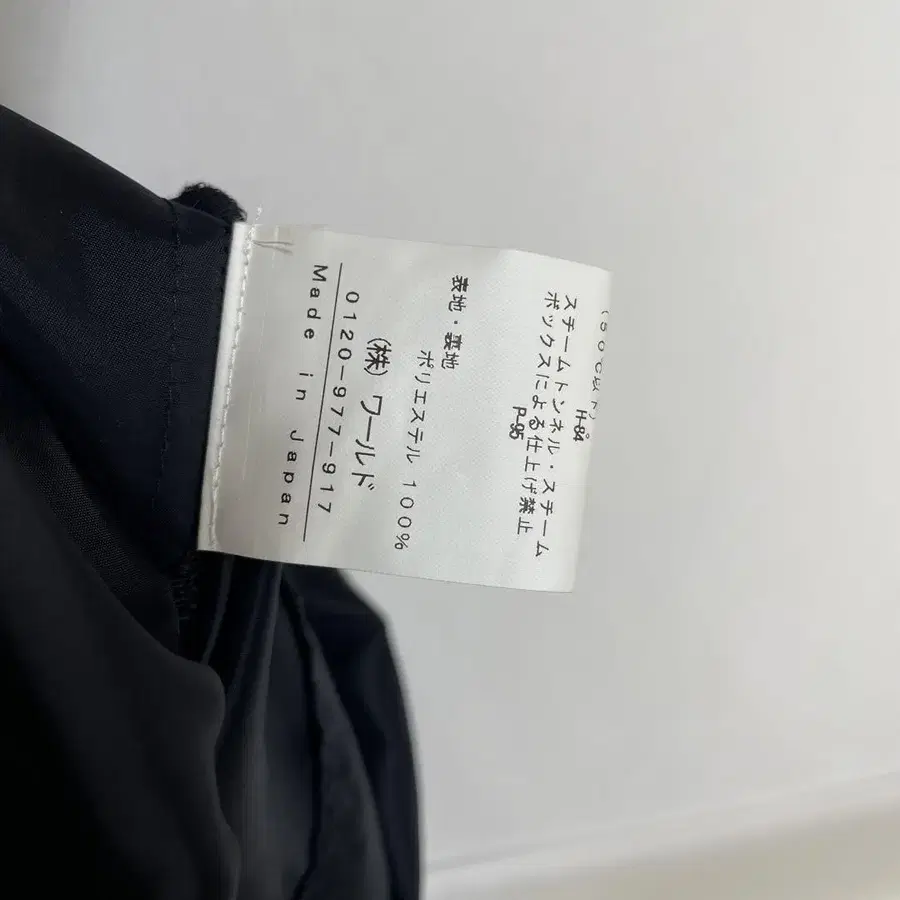 スチームトンネル・スチーム
H-84
ボックスによる仕上げ禁止
P-95
表地・裏地
ポリエステル 100%
(株)ワールド
0120-977-917
Made in Japan